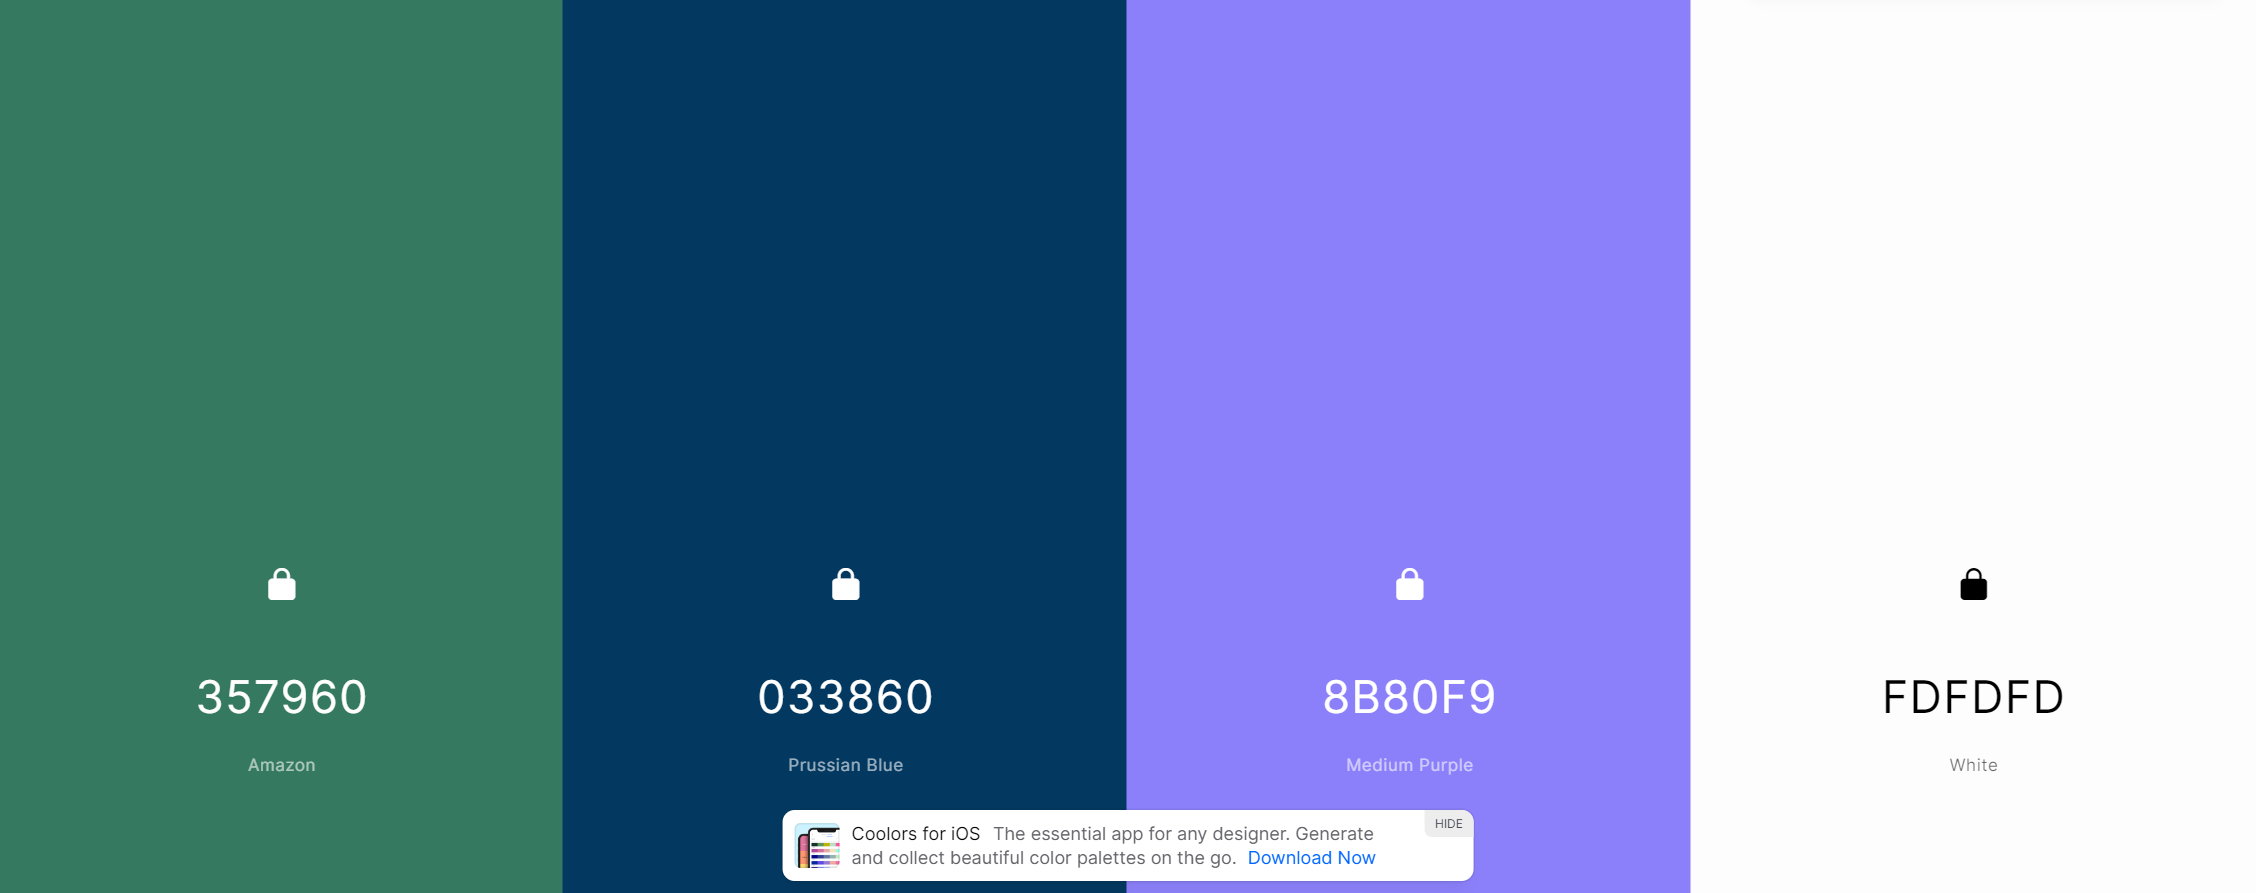 357960
Amazon
033860
Prussian Blue
8B80F9
Medium Purple
FDFDFD
White
Coolors for iOS The essential app for any designer. Generate
and collect beautiful color palettes on the go. Download Now
HIDE